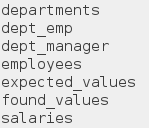 departments
dept_emp
dept_manager
employees
expected_values
found_values
salaries